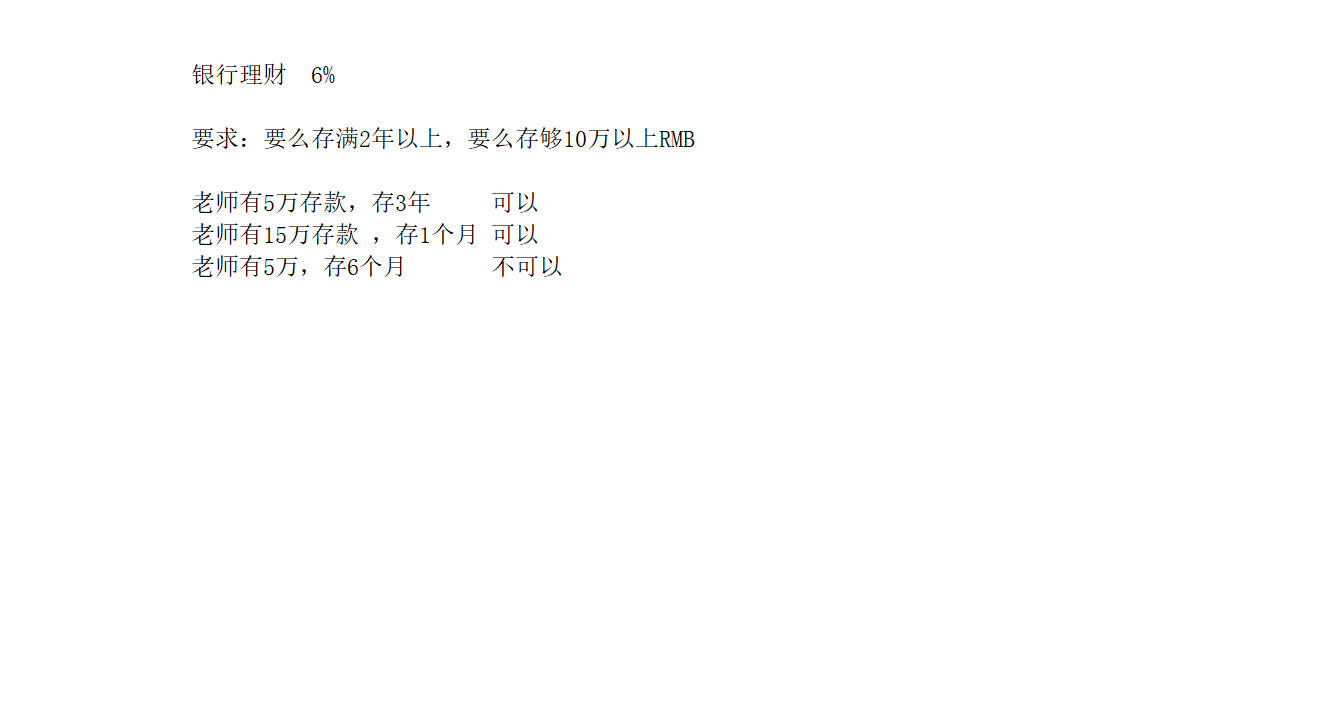 银行理财  6%
要求：要么存满2年以上，要么存够10万以上RMB
老师有5万存款，存3年     可以
老师有15万存款 ，存1个月 可以
老师有5万，存6个月       不可以